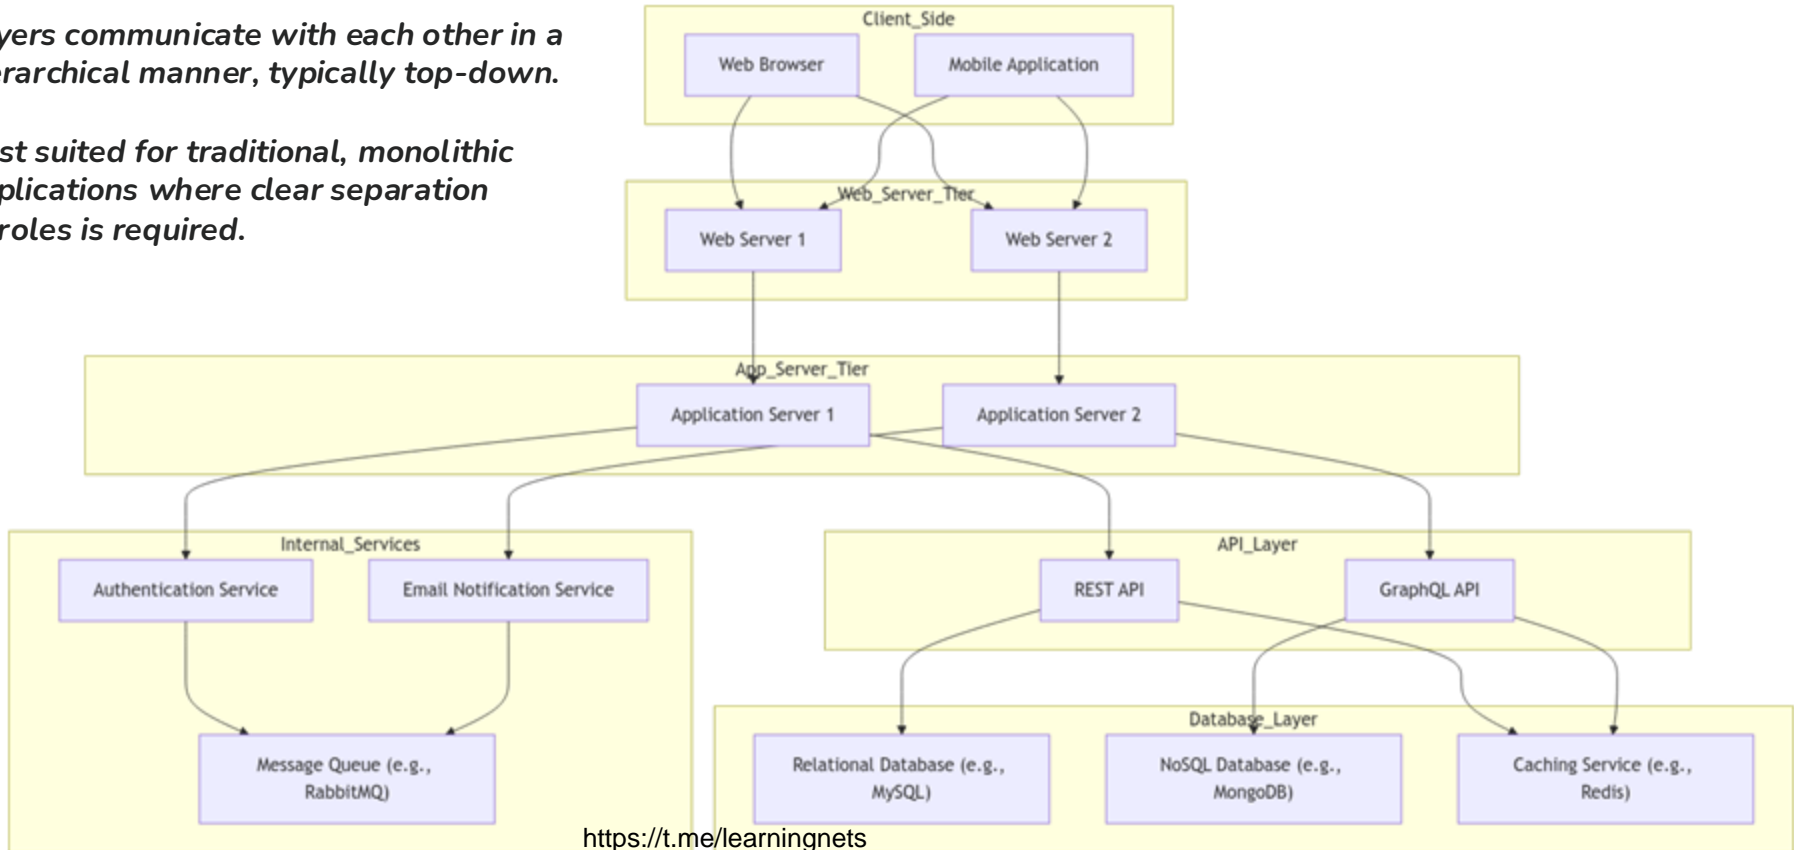 yers communicate with each other in a
erarchical manner, typically top-down.
st suited for traditional, monolithic
plications where clear separation
roles is required.
Client_Side
Web Browser
Mobile Application
Web_Server_Tier
Web Server 1
Web Server 2
App_Server_Tier
Application Server 1
Application Server 2
Internal_Services
Authentication Service
Email Notification Service
Message Queue (e.g.,
RabbitMQ)
API_Layer
REST API
GraphQL API
Database_Layer
Relational Database (e.g.,
MySQL)
NoSQL Database (e.g.,
MongoDB)
Caching Service (e.g.,
Redis)
https://t.me/learningnets